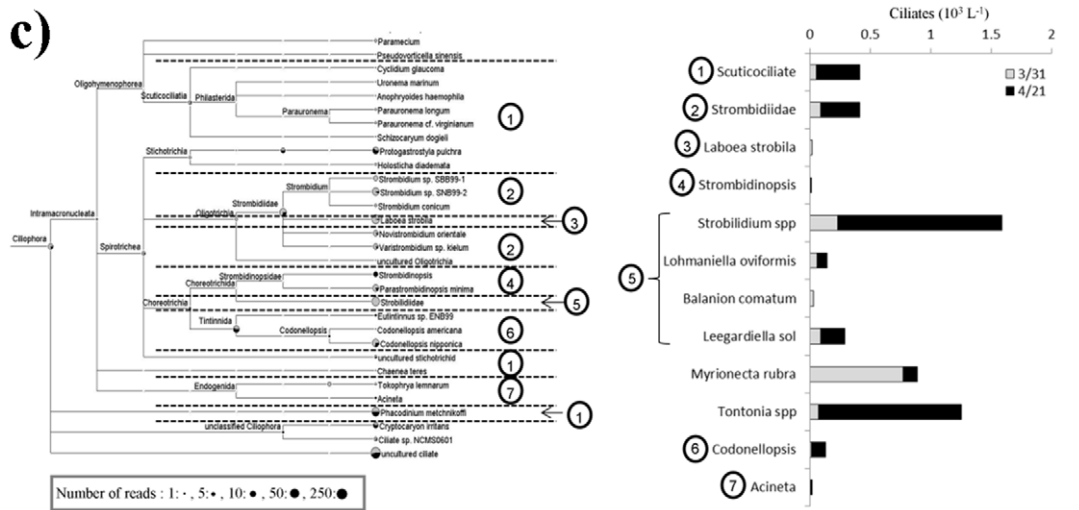 c)
Paramecium
Pseudovorticella sinensis
Oligohymenophorea
Cyclidium glaucoma
Uronema marinum
Scuticociliatia
Philasterida
Anophryoides haemophila
Parauronema longum
Parauronema
Parauronema cf. virginianum
1
Schizocaryum dogieli
Stichotrichia
Protogastrostyla pulchra
Holosticha diademata
Strombidium sp. SBB99-1
Strombidium
Strombidium sp. SNB99-2
2
Strombidiidae
Strombidium conicum
Oligotrichia
Laboea strobila
3
Intramacronucleata
Novistrombidium orientale
Ciliophora
Varistrombidium sp. kielum
2
Spirotrichea
uncultured Oligotrichia
Strombidinopsidae
Strombidinopsis
Choreotrichida
Parastrombidinopsis minima
4
Choreotrichia
Strobilidiidae
5
Tintinnida
Eutintinnus sp. ENB99
Codonellopsis
Codonellopsis americana
6
Codonellopsis nipponica
uncultured stichotrichid
1
Chaenea teres
Endogenida
Tokophrya lemnarum
7
Acineta
Phacodinium metchnikoffi
1
unclassified Ciliophora
Cryptocaryon irritans
Ciliate sp. NCMS0601
uncultured ciliate
Number of reads : 1: · , 5: • , 10: ● , 50: ● , 250: ●
Ciliates (10³ L⁻¹)
0 0.5 1 1.5 2
3/31
4/21
1 Scuticociliate
2 Strombidiidae
3 Laboea strobila
4 Strombidinopsis
Strobilidium spp
5
Lohmaniella oviformis
Balanion comatum
Leegardiella sol
Myrionecta rubra
Tontonia spp
6 Codonellopsis
7 Acineta